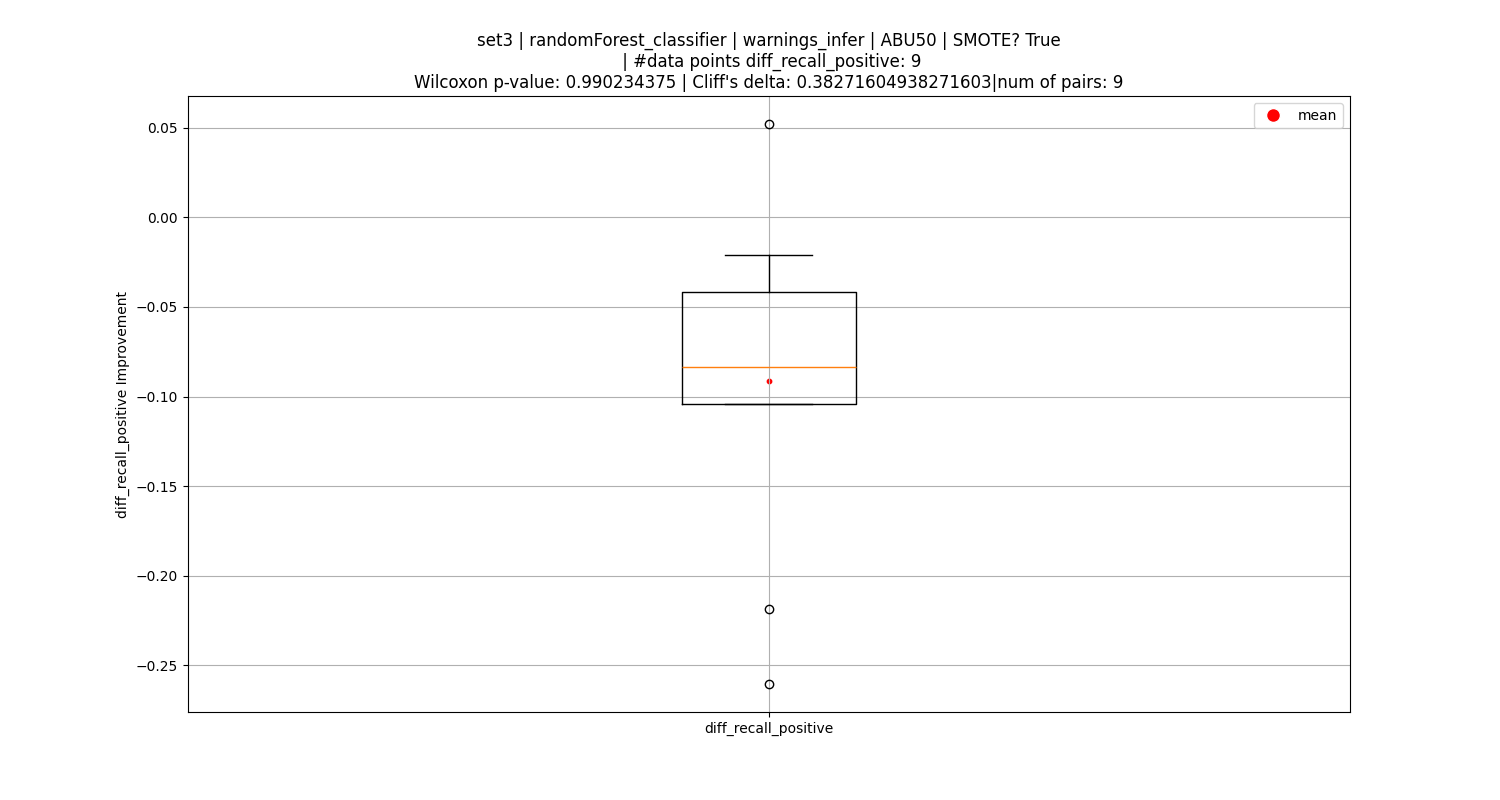 set3 | randomForest_classifier | warnings_infer | ABU50 | SMOTE? True
| #data points diff_recall_positive: 9
Wilcoxon p-value: 0.990234375 | Cliff's delta: 0.38271604938271603|num of pairs: 9
mean
0.05
0.00
−0.05
−0.10
−0.15
−0.20
−0.25
diff_recall_positive Improvement
diff_recall_positive